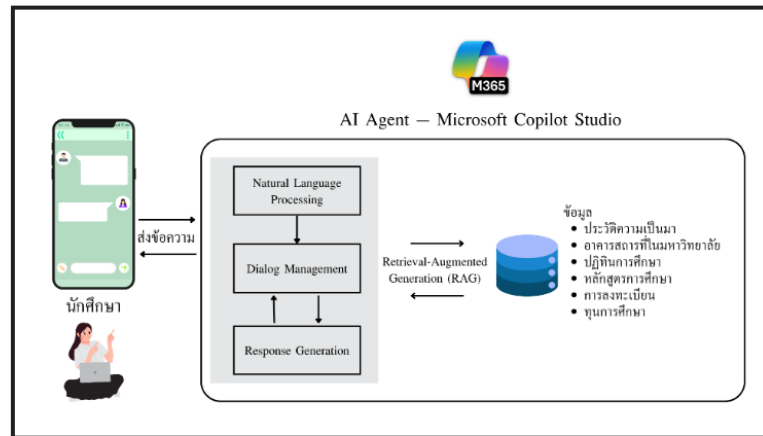 M365
AI Agent — Microsoft Copilot Studio
Natural Language
Processing
Dialog Management
Response Generation
ส่งข้อความ
นักศึกษา
Retrieval-Augmented
Generation (RAG)
ข้อมูล
• ประวัติความเป็นมา
• อาคารสถารที่ในมหาวิทยาลัย
• ปฏิทินการศึกษา
• หลักสูตรการศึกษา
• การลงทะเบียน
• ทุนการศึกษา